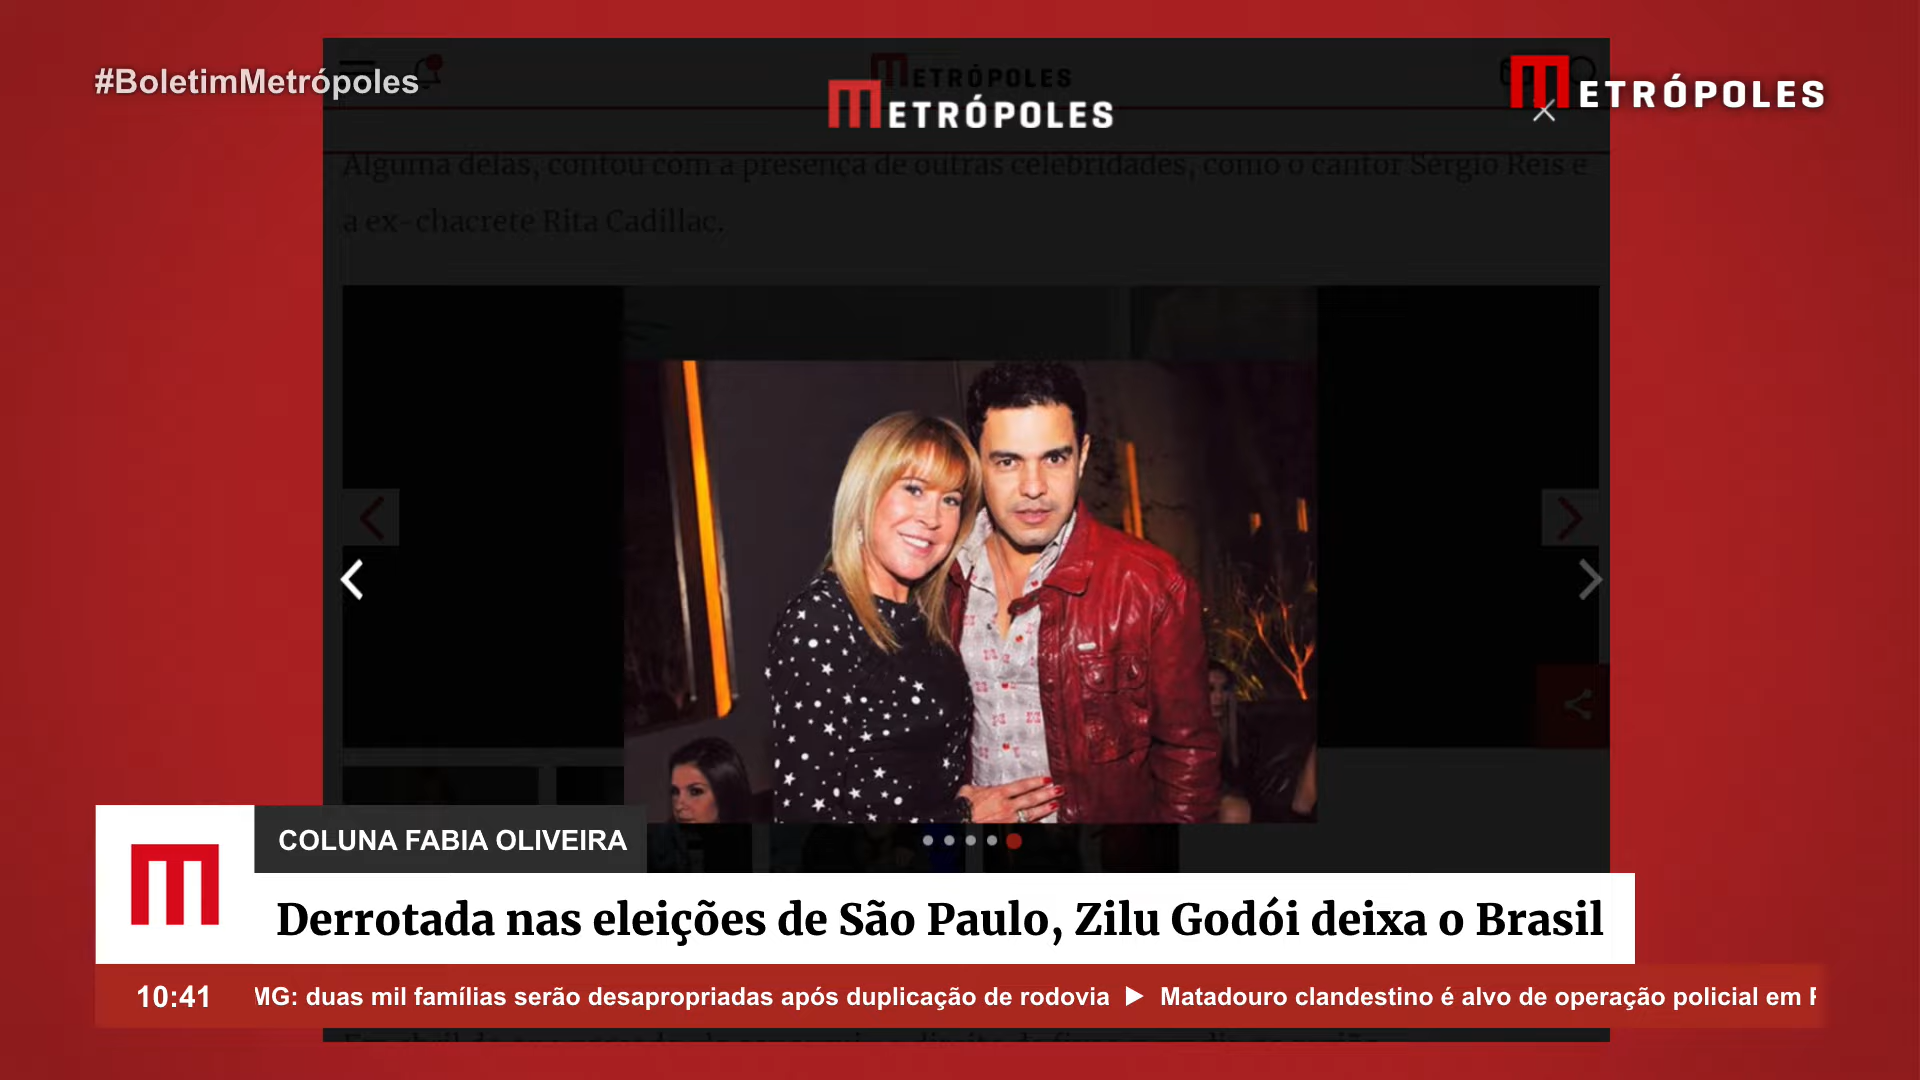 #BoletimMetrópoles
METRÓPOLES
METRÓPOLES
METRÓPOLES
Alguma delas, contou com a presença de outras celebridades, como o cantor Sérgio Reis e
a ex-chacrete Rita Cadillac.
COLUNA FABIA OLIVEIRA
Derrotada nas eleições de São Paulo, Zilu Godói deixa o Brasil
10:41 MG: duas mil famílias serão desapropriadas após duplicação de rodovia ▶ Matadouro clandestino é alvo de operação policial em